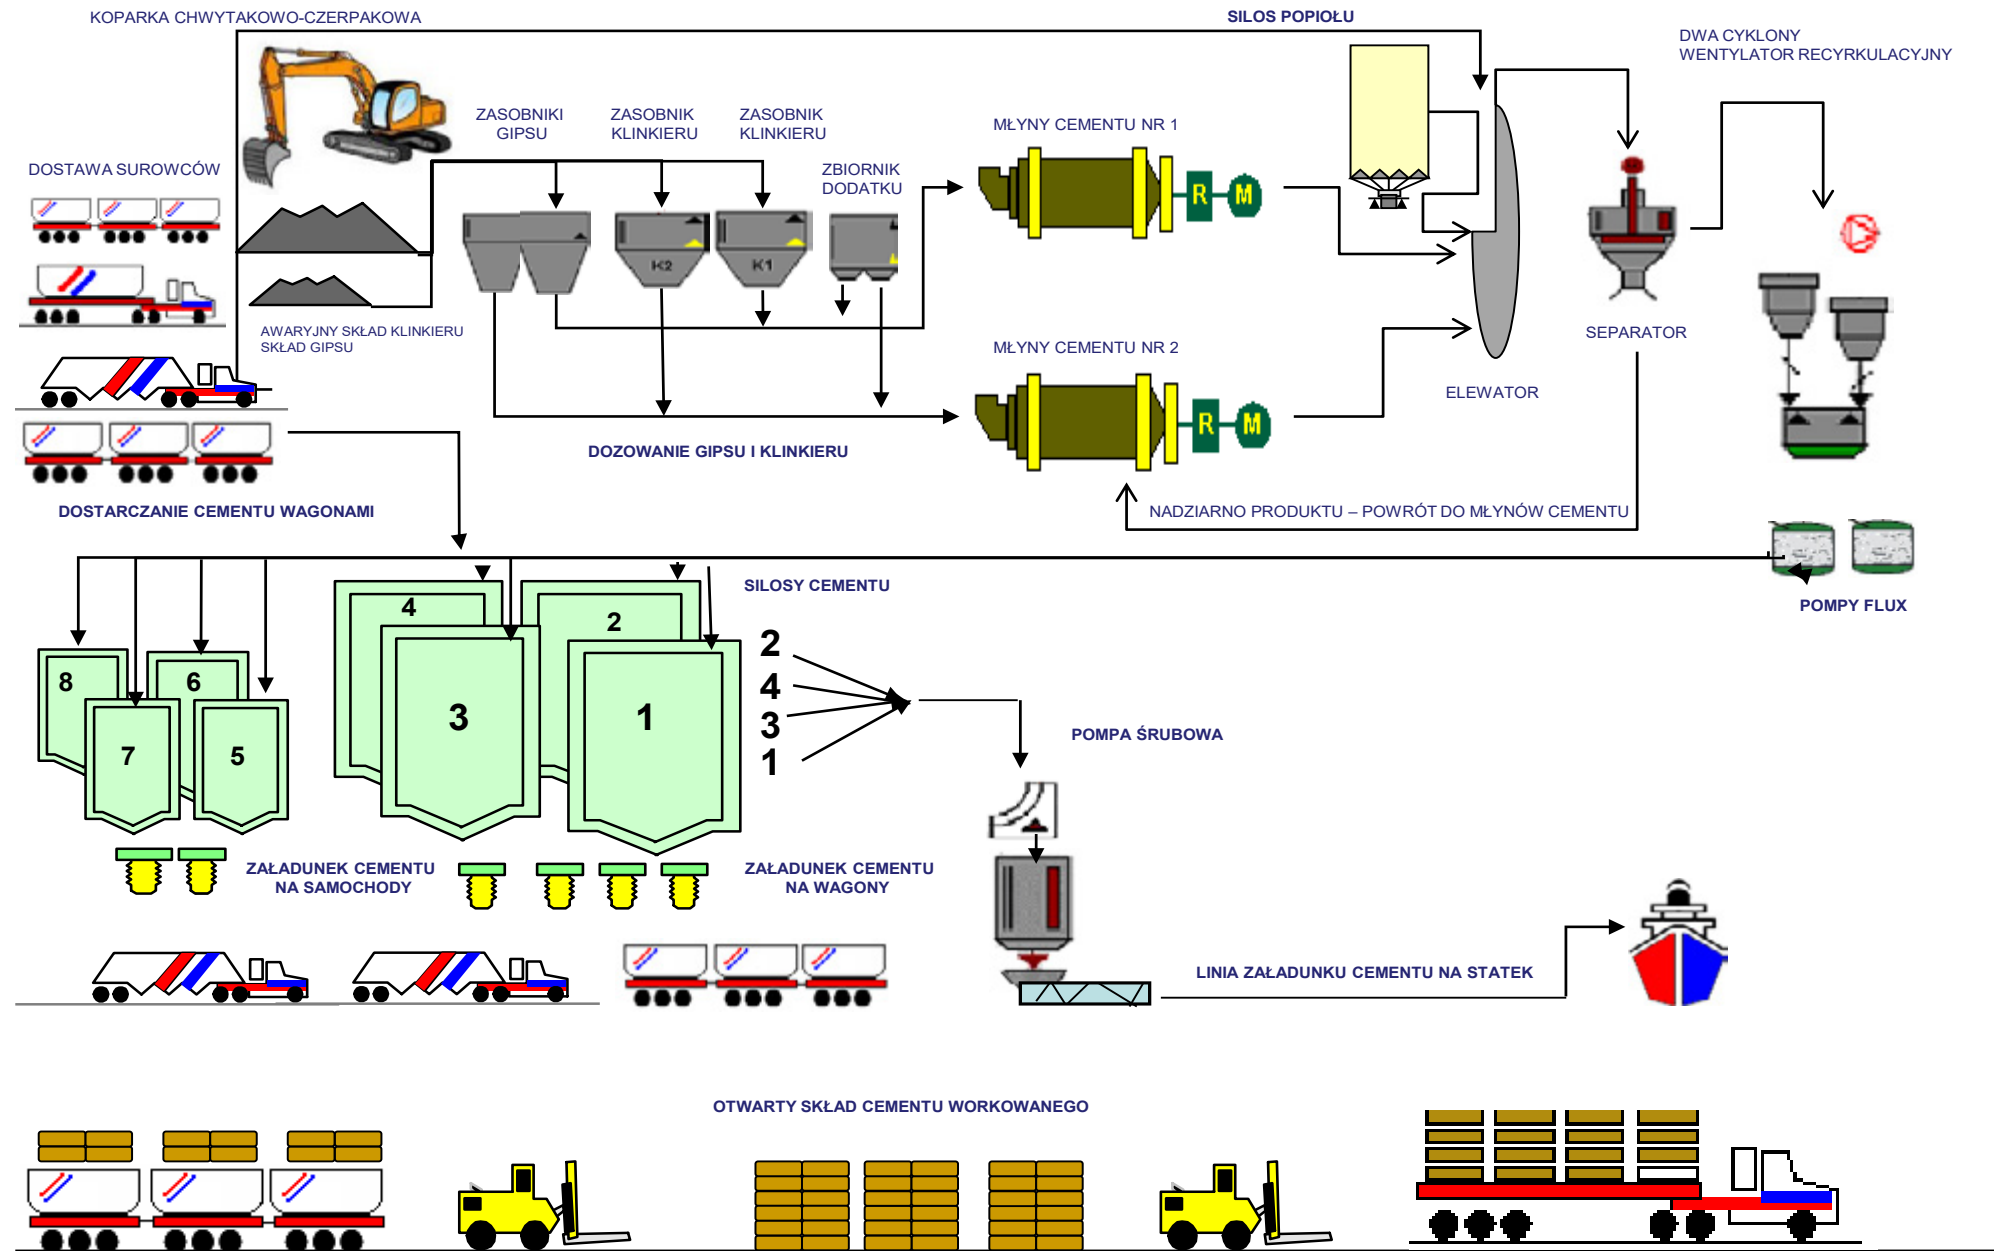 KOPARKA CHWYTAKOWO-CZERPAKOWA
SILOS POPIOŁU
DWA CYKLONY
WENTYLATOR RECYRKULACYJNY
ZASOBNIKI
GIPSU
ZASOBNIK
KLINKIERU
ZASOBNIK
KLINKIERU
MŁYNY CEMENTU NR 1
DOSTAWA SUROWCÓW
ZBIORNIK
DODATKU
R
M
K2
K1
AWARYJNY SKŁAD KLINKIERU
SKŁAD GIPSU
SEPARATOR
MŁYNY CEMENTU NR 2
ELEWATOR
R
M
DOZOWANIE GIPSU I KLINKIERU
DOSTARCZANIE CEMENTU WAGONAMI
NADZIARNO PRODUKTU – POWRÓT DO MŁYNÓW CEMENTU
SILOSY CEMENTU
POMPY FLUX
4
2
2
8
6
4
3
1
3
7
5
1
POMPA ŚRUBOWA
ZAŁADUNEK CEMENTU
NA SAMOCHODY
ZAŁADUNEK CEMENTU
NA WAGONY
LINIA ZAŁADUNKU CEMENTU NA STATEK
OTWARTY SKŁAD CEMENTU WORKOWANEGO